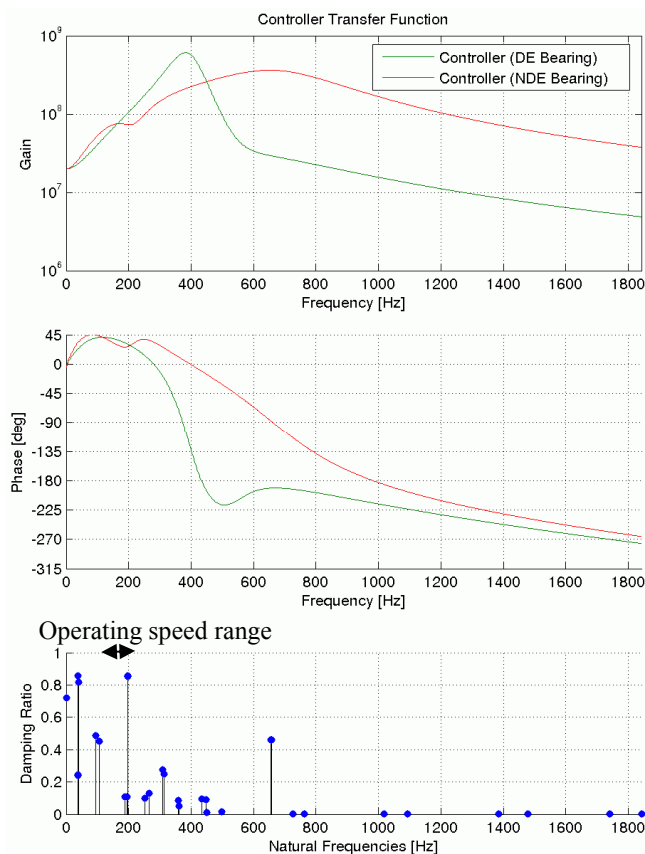 Controller Transfer Function
10^9
10^8
10^7
10^6
Gain
Controller (DE Bearing)
Controller (NDE Bearing)
0 200 400 600 800 1000 1200 1400 1600 1800
Frequency [Hz]
45
0
-45
-90
-135
-180
-225
-270
-315
Phase [deg]
0 200 400 600 800 1000 1200 1400 1600 1800
Frequency [Hz]
Operating speed range
1
0.8
0.6
0.4
0.2
0
Damping Ratio
0 200 400 600 800 1000 1200 1400 1600 1800
Natural Frequencies [Hz]